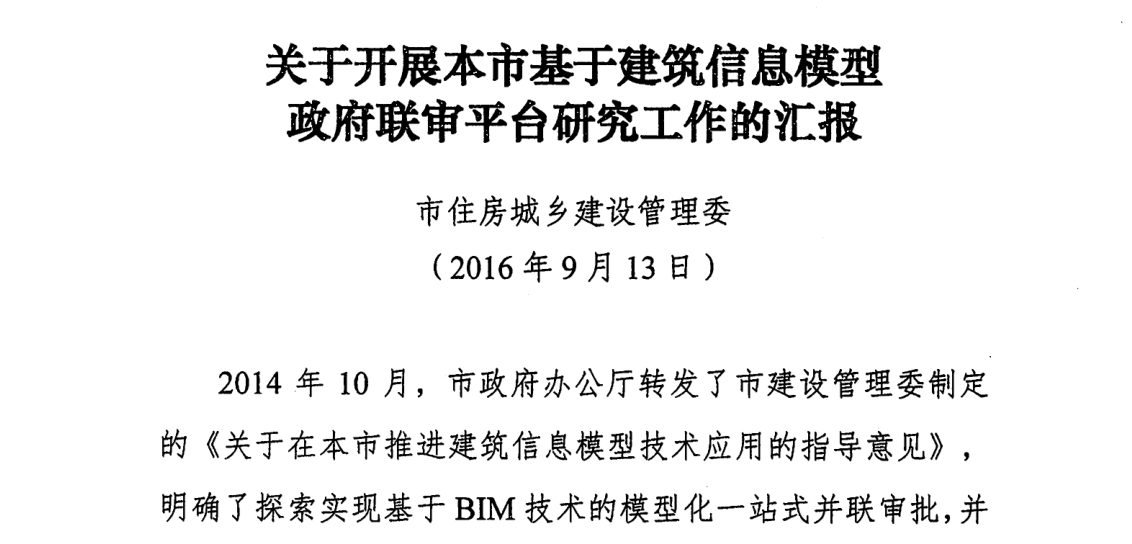 关于开展本市基于建筑信息模型
政府联审平台研究工作的汇报
市住房城乡建设管理委
（2016 年 9 月 13 日）
2014 年 10 月，市政府办公厅转发了市建设管理委制定
的《关于在本市推进建筑信息模型技术应用的指导意见》，
明确了探索实现基于 BIM 技术的模型化一站式并联审批，并